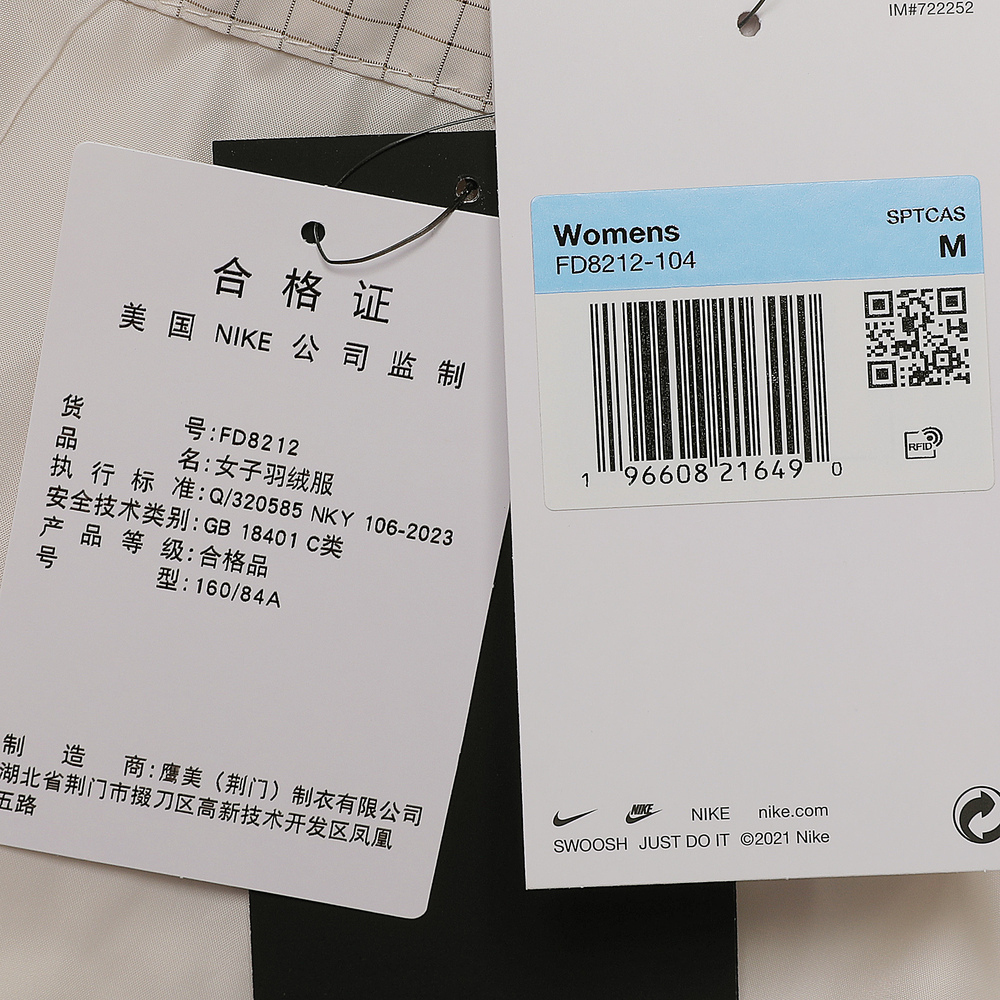 合格证
美国 NIKE 公司监制
货号:FD8212
品名:女子羽绒服
执行标准:Q/320585 NKY 106-2023
安全技术类别:GB 18401 C类
产品等级:合格品
号型:160/84A
制造商:鹰美（荆门）制衣有限公司
湖北省荆门市掇刀区高新技术开发区凤凰
五路
IM#722252
Womens
SPTCAS
FD8212-104
M
1 96608 21649 0
RFID
NIKE NIKE nike.com
SWOOSH JUST DO IT ©2021 Nike